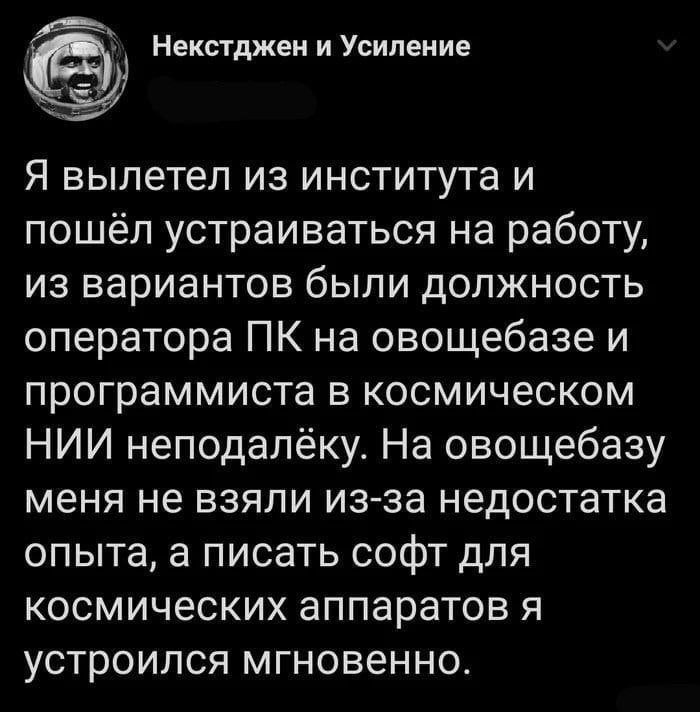 Некстджен и Усиление
Я вылетел из института и
пошёл устраиваться на работу,
из вариантов были должность
оператора ПК на овощебазе и
программиста в космическом
НИИ неподалёку. На овощебазу
меня не взяли из-за недостатка
опыта, а писать софт для
космических аппаратов я
устроился мгновенно.